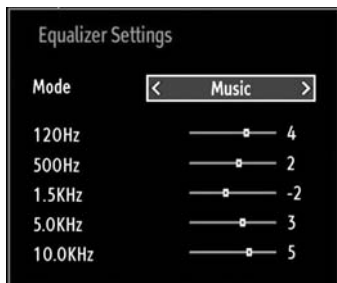 Equalizer Settings
Mode < Music >
120Hz 4
500Hz 2
1.5KHz -2
5.0KHz 3
10.0KHz 5